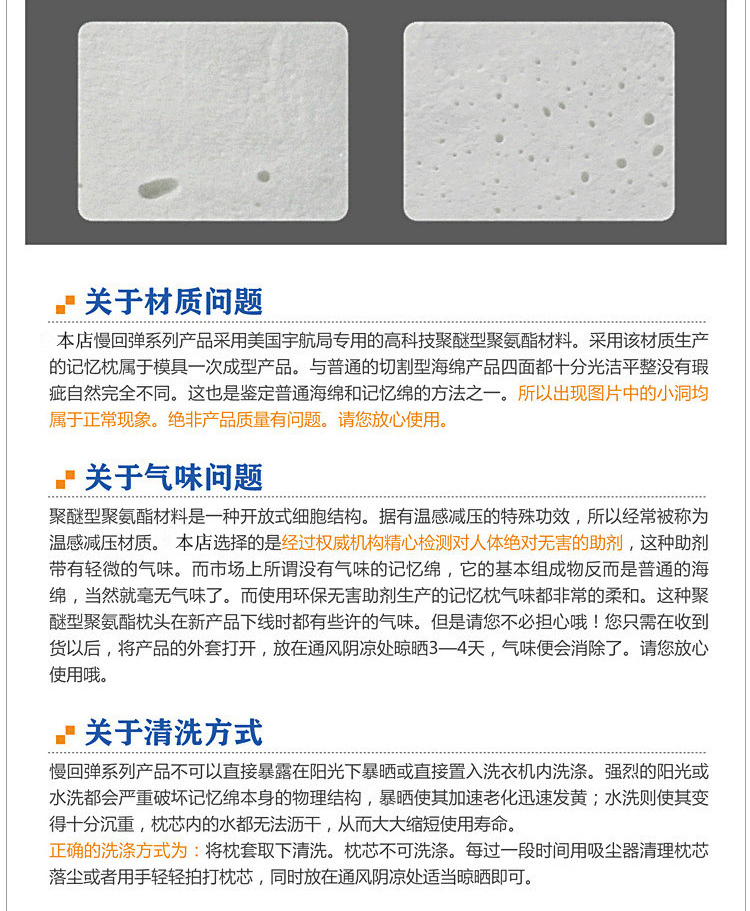 关于材质问题
本店慢回弹系列产品采用美国宇航局专用的高科技聚醚型聚氨酯材料。采用该材质生产
的记忆枕属于模具一次成型产品。与普通的切割型海绵产品四面都十分光洁平整没有瑕
疵自然完全不同。这也是鉴定普通海绵和记忆绵的方法之一。所以出现图片中的小洞均
属于正常现象。绝非产品质量有问题。请您放心使用。
关于气味问题
聚醚型聚氨酯材料是一种开放式细胞结构。据有温感减压的特殊功效，所以经常被称为
温感减压材质。 本店选择的是经过权威机构精心检测对人体绝对无害的助剂，这种助剂
带有轻微的气味。而市场上所谓没有气味的记忆绵，它的基本组成物反而是普通的海
绵，当然就毫无气味了。而使用环保无害助剂生产的记忆枕气味都非常的柔和。这种聚
醚型聚氨酯枕头在新产品下线时都有些许的气味。但是请您不必担心哦！您只需在收到
货以后，将产品的外套打开，放在通风阴凉处晾晒3—4天，气味便会消除了。请您放心
使用哦。
关于清洗方式
慢回弹系列产品不可以直接暴露在阳光下暴晒或直接置入洗衣机内洗涤。强烈的阳光或
水洗都会严重破坏记忆绵本身的物理结构，暴晒使其加速老化迅速发黄；水洗则使其变
得十分沉重，枕芯内的水都无法沥干，从而大大缩短使用寿命。
正确的洗涤方式为：将枕套取下清洗。枕芯不可洗涤。每过一段时间用吸尘器清理枕芯
落尘或者用手轻轻拍打枕芯，同时放在通风阴凉处适当晾晒即可。